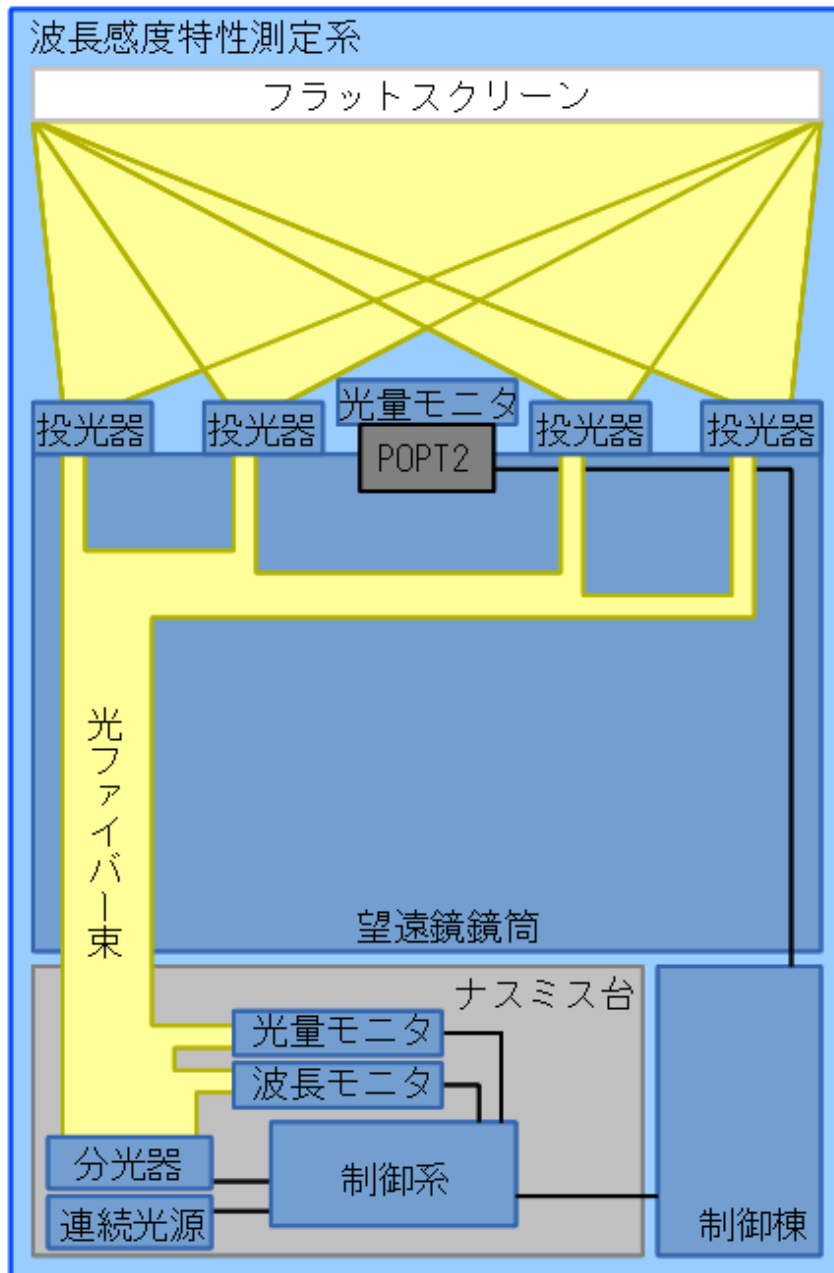 波長感度特性測定系
フラットスクリーン
光量モニタ
投光器
投光器
投光器
投光器
POPT2
光ファイバー束
望遠鏡鏡筒
ナスミス台
光量モニタ
波長モニタ
分光器
制御系
連続光源
制御棟